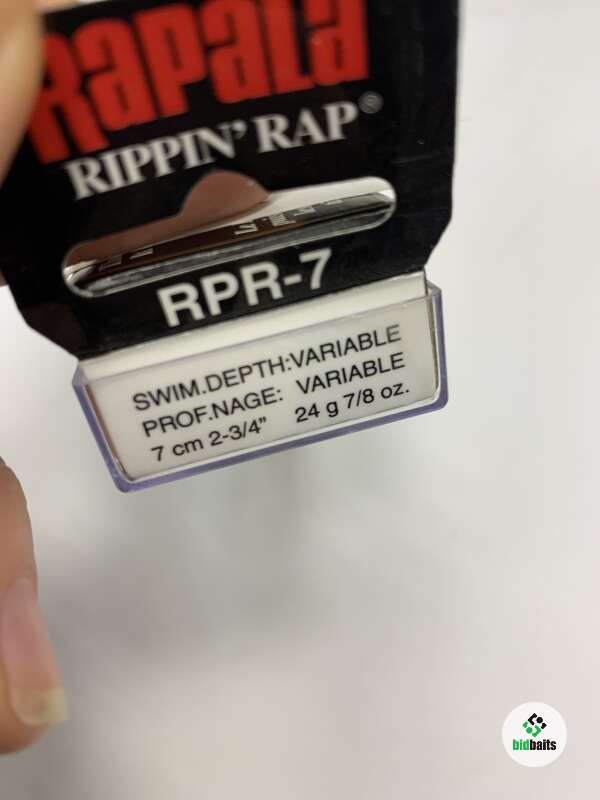 Rapala
RIPPIN' RAP®
RPR-7
SWIM.DEPTH:VARIABLE
PROF.NAGE: VARIABLE
7 cm 2-3/4" 24 g 7/8 oz.
bidbaits